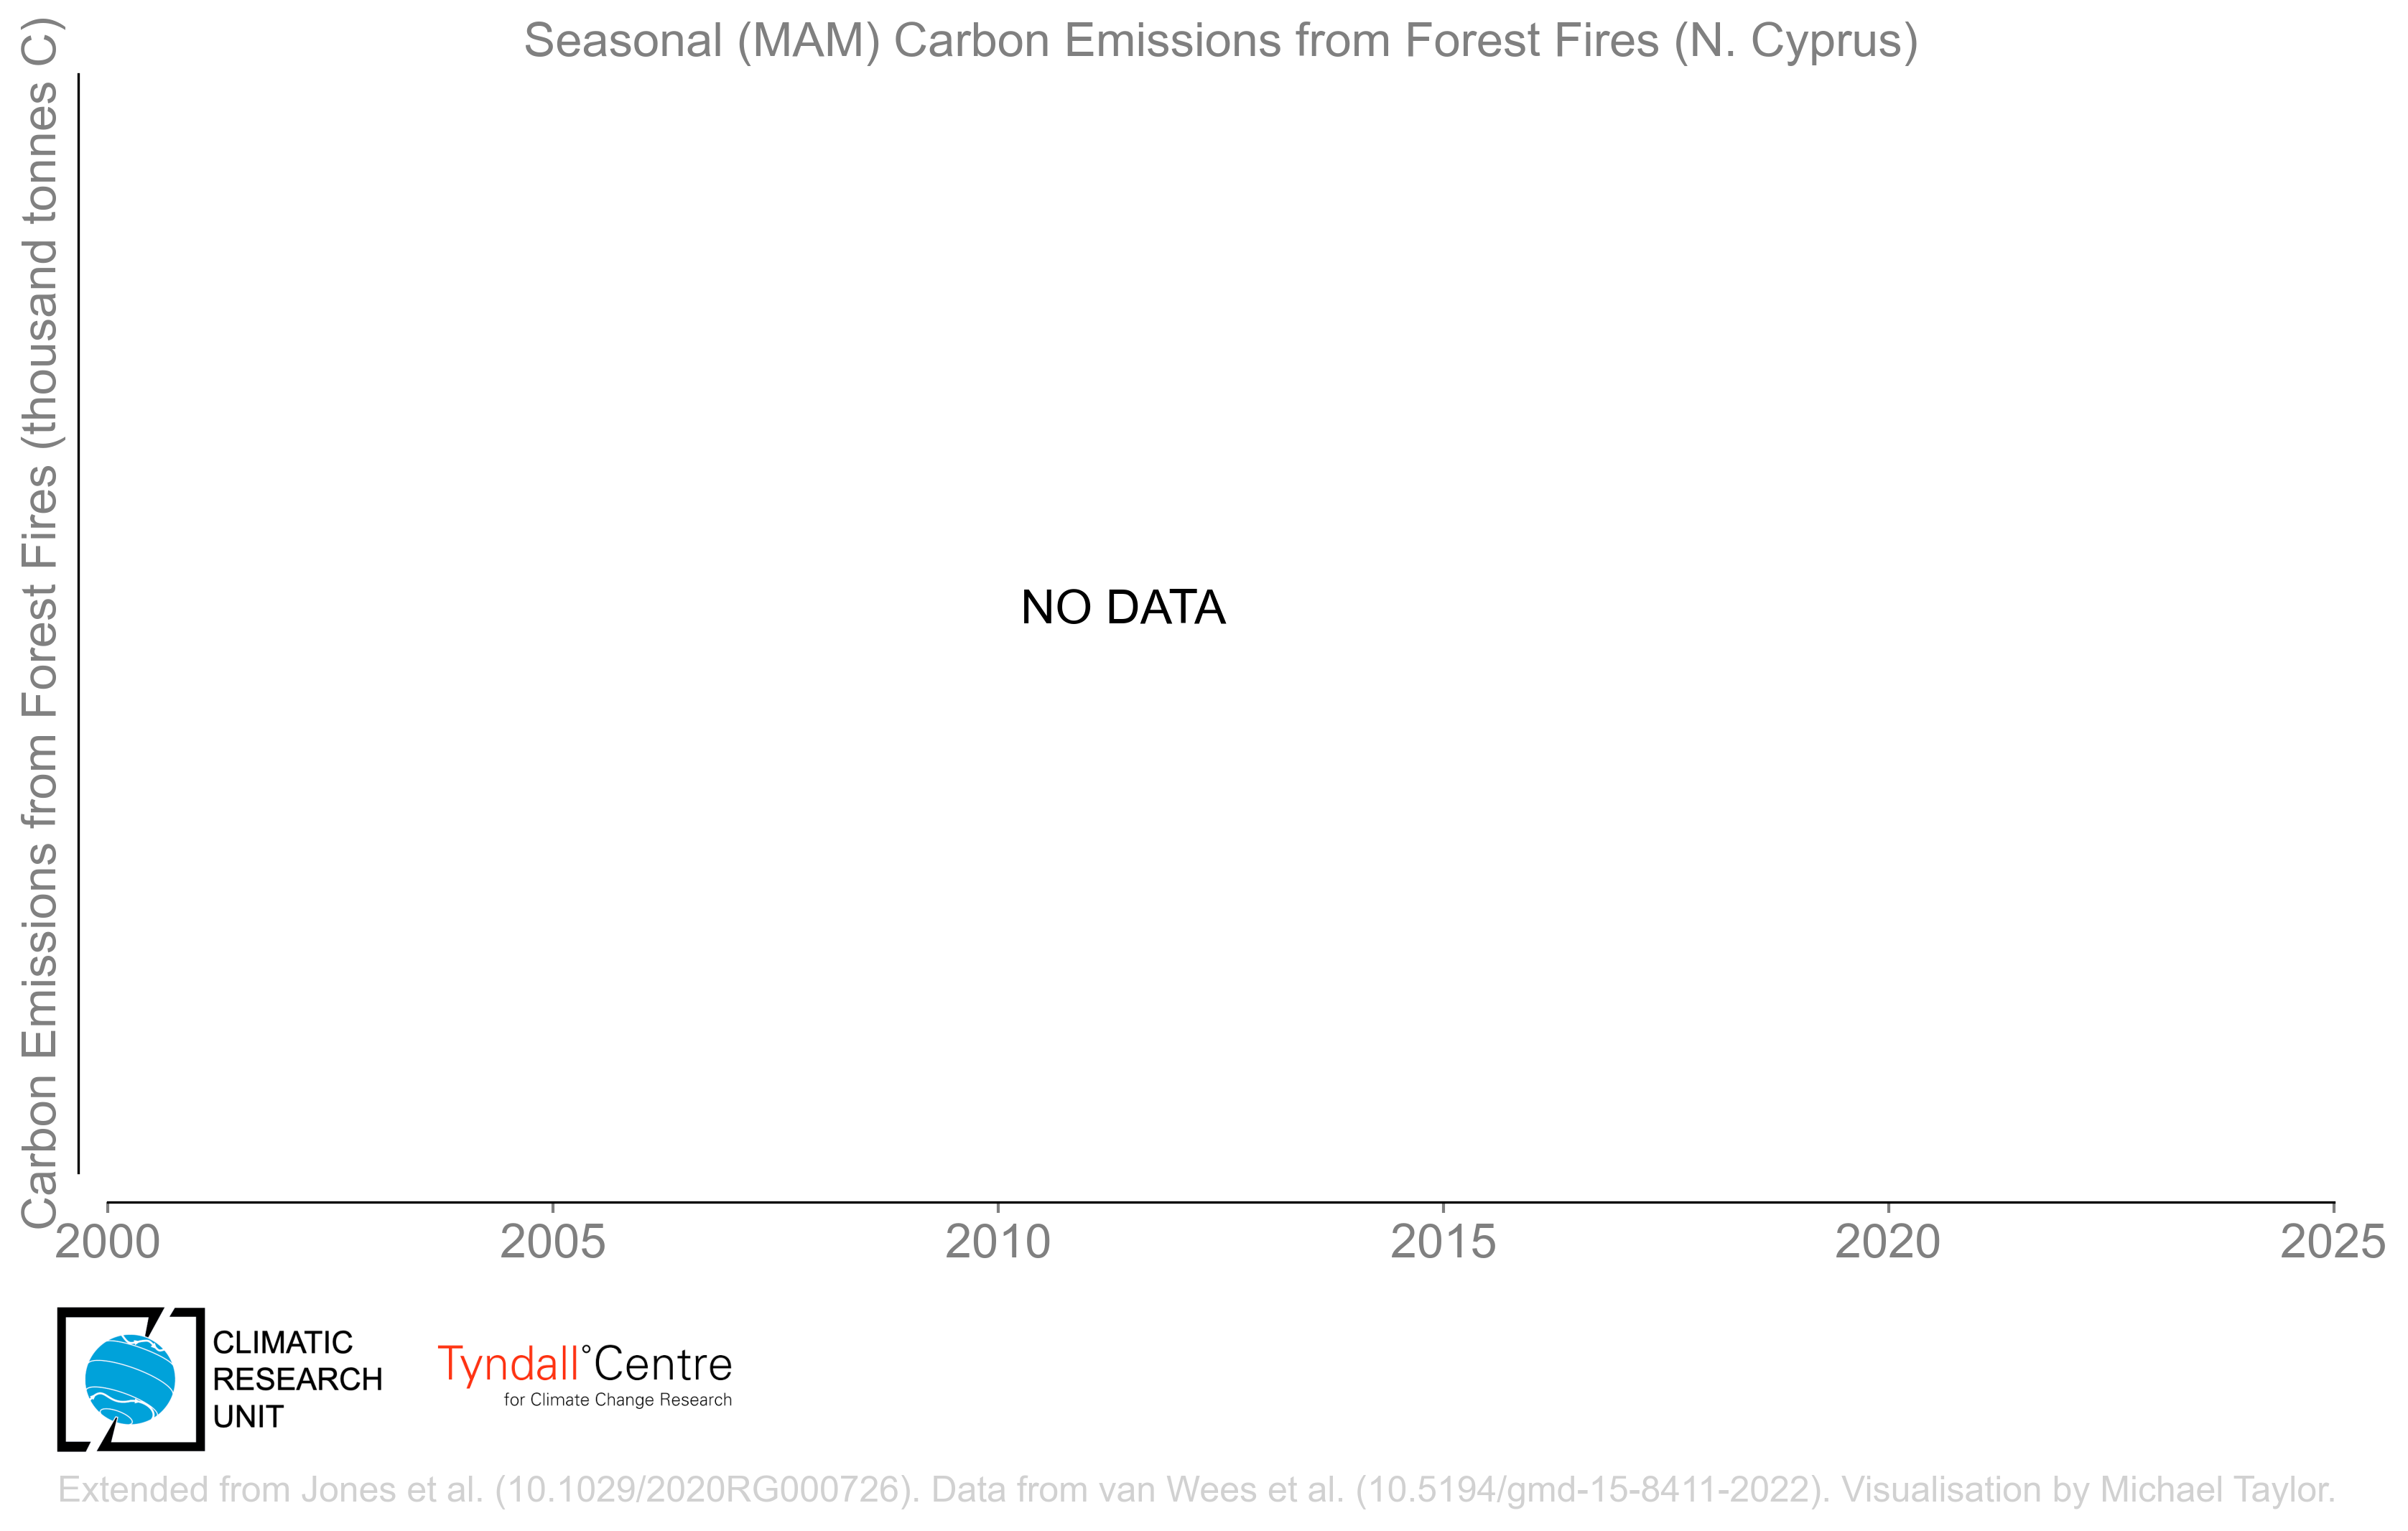 Seasonal (MAM) Carbon Emissions from Forest Fires (N. Cyprus)
Carbon Emissions from Forest Fires (thousand tonnes C)
NO DATA
2000 2005 2010 2015 2020 2025
CLIMATIC
RESEARCH
UNIT
Tyndall°Centre
for Climate Change Research
Extended from Jones et al. (10.1029/2020RG000726). Data from van Wees et al. (10.5194/gmd-15-8411-2022). Visualisation by Michael Taylor.